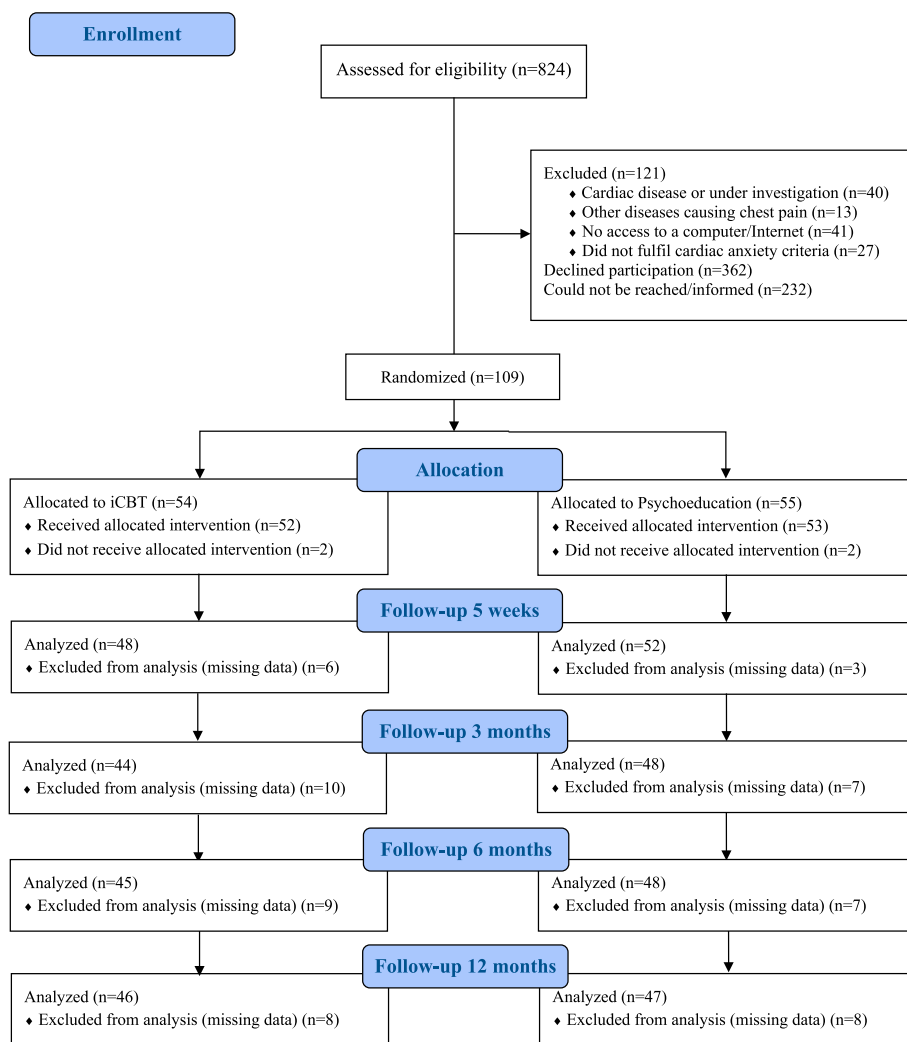 Enrollment
Assessed for eligibility (n=824)
Excluded (n=121)
♦ Cardiac disease or under investigation (n=40)
♦ Other diseases causing chest pain (n=13)
♦ No access to a computer/Internet (n=41)
♦ Did not fulfil cardiac anxiety criteria (n=27)
Declined participation (n=362)
Could not be reached/informed (n=232)
Randomized (n=109)
Allocation
Allocated to iCBT (n=54)
♦ Received allocated intervention (n=52)
♦ Did not receive allocated intervention (n=2)
Allocated to Psychoeducation (n=55)
♦ Received allocated intervention (n=53)
♦ Did not receive allocated intervention (n=2)
Follow-up 5 weeks
Analyzed (n=48)
♦ Excluded from analysis (missing data) (n=6)
Analyzed (n=52)
♦ Excluded from analysis (missing data) (n=3)
Follow-up 3 months
Analyzed (n=44)
♦ Excluded from analysis (missing data) (n=10)
Analyzed (n=48)
♦ Excluded from analysis (missing data) (n=7)
Follow-up 6 months
Analyzed (n=45)
♦ Excluded from analysis (missing data) (n=9)
Analyzed (n=48)
♦ Excluded from analysis (missing data) (n=7)
Follow-up 12 months
Analyzed (n=46)
♦ Excluded from analysis (missing data) (n=8)
Analyzed (n=47)
♦ Excluded from analysis (missing data) (n=8)